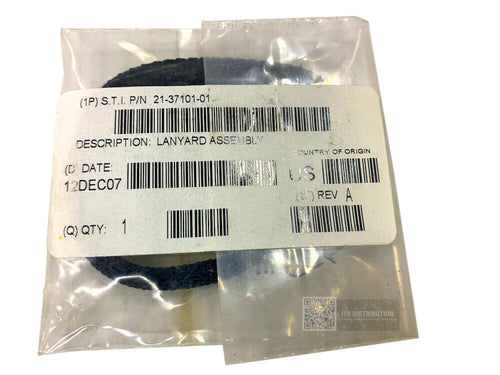 (1P) S.T.I. P/N 21-37101-01
DESCRIPTION: LANYARD ASSEMBLY
COUNTRY OF ORIGIN
(D) DATE:
12DEC07
US
REV A
(Q) QTY: 1
ITS DISTRIBUTION